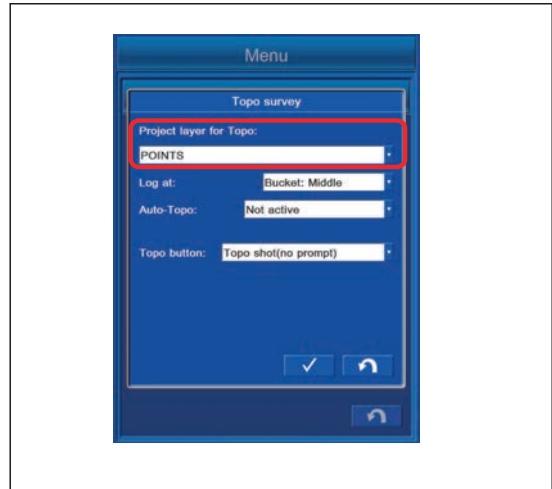 Menu
Topo survey
Project layer for Topo:
POINTS
Log at: Bucket: Middle
Auto-Topo: Not active
Topo button: Topo shot(no prompt)